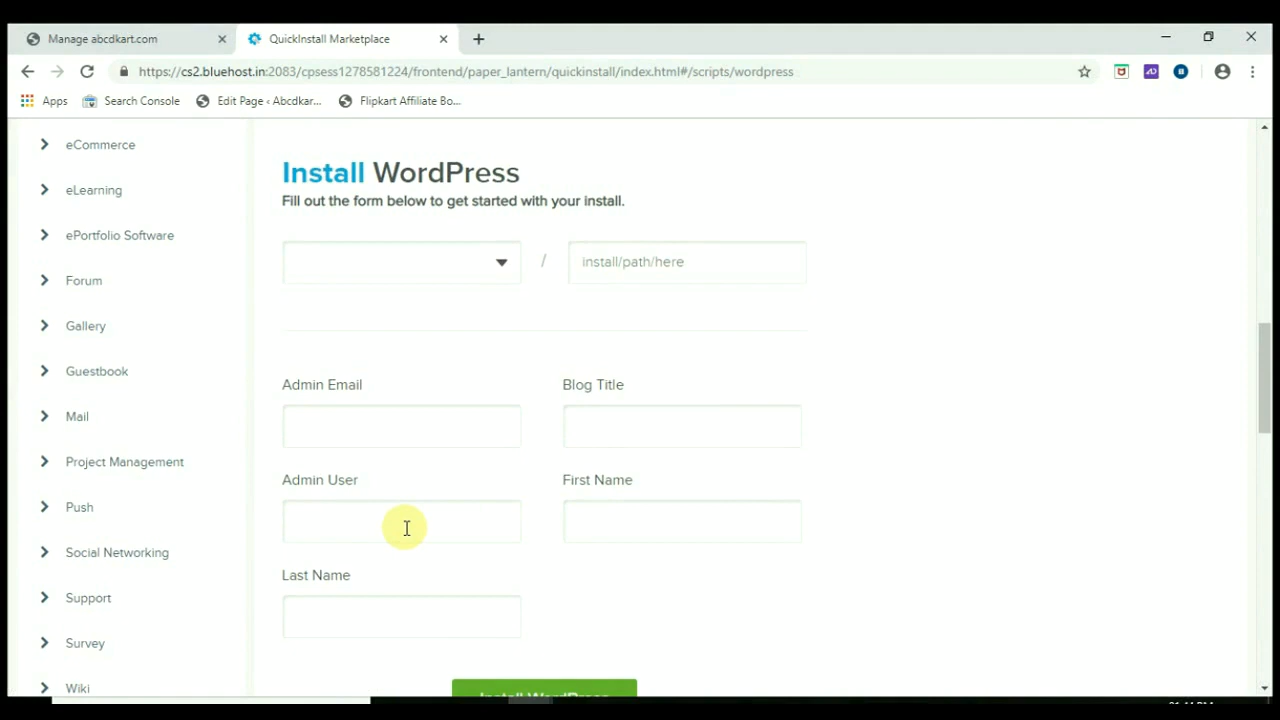 Manage abcdkart.com
QuickInstall Marketplace
https://cs2.bluehost.in:2083/cpsess1278581224/frontend/paper_lantern/quickinstall/index.html#/scripts/wordpress
Apps
Search Console
Edit Page ‹ Abcdkar...
Flipkart Affiliate Bo...
eCommerce
eLearning
ePortfolio Software
Forum
Gallery
Guestbook
Mail
Project Management
Push
Social Networking
Support
Survey
Wiki
Install WordPress
Fill out the form below to get started with your install.
/ install/path/here
Admin Email
Blog Title
Admin User
First Name
Last Name
Install WordPress